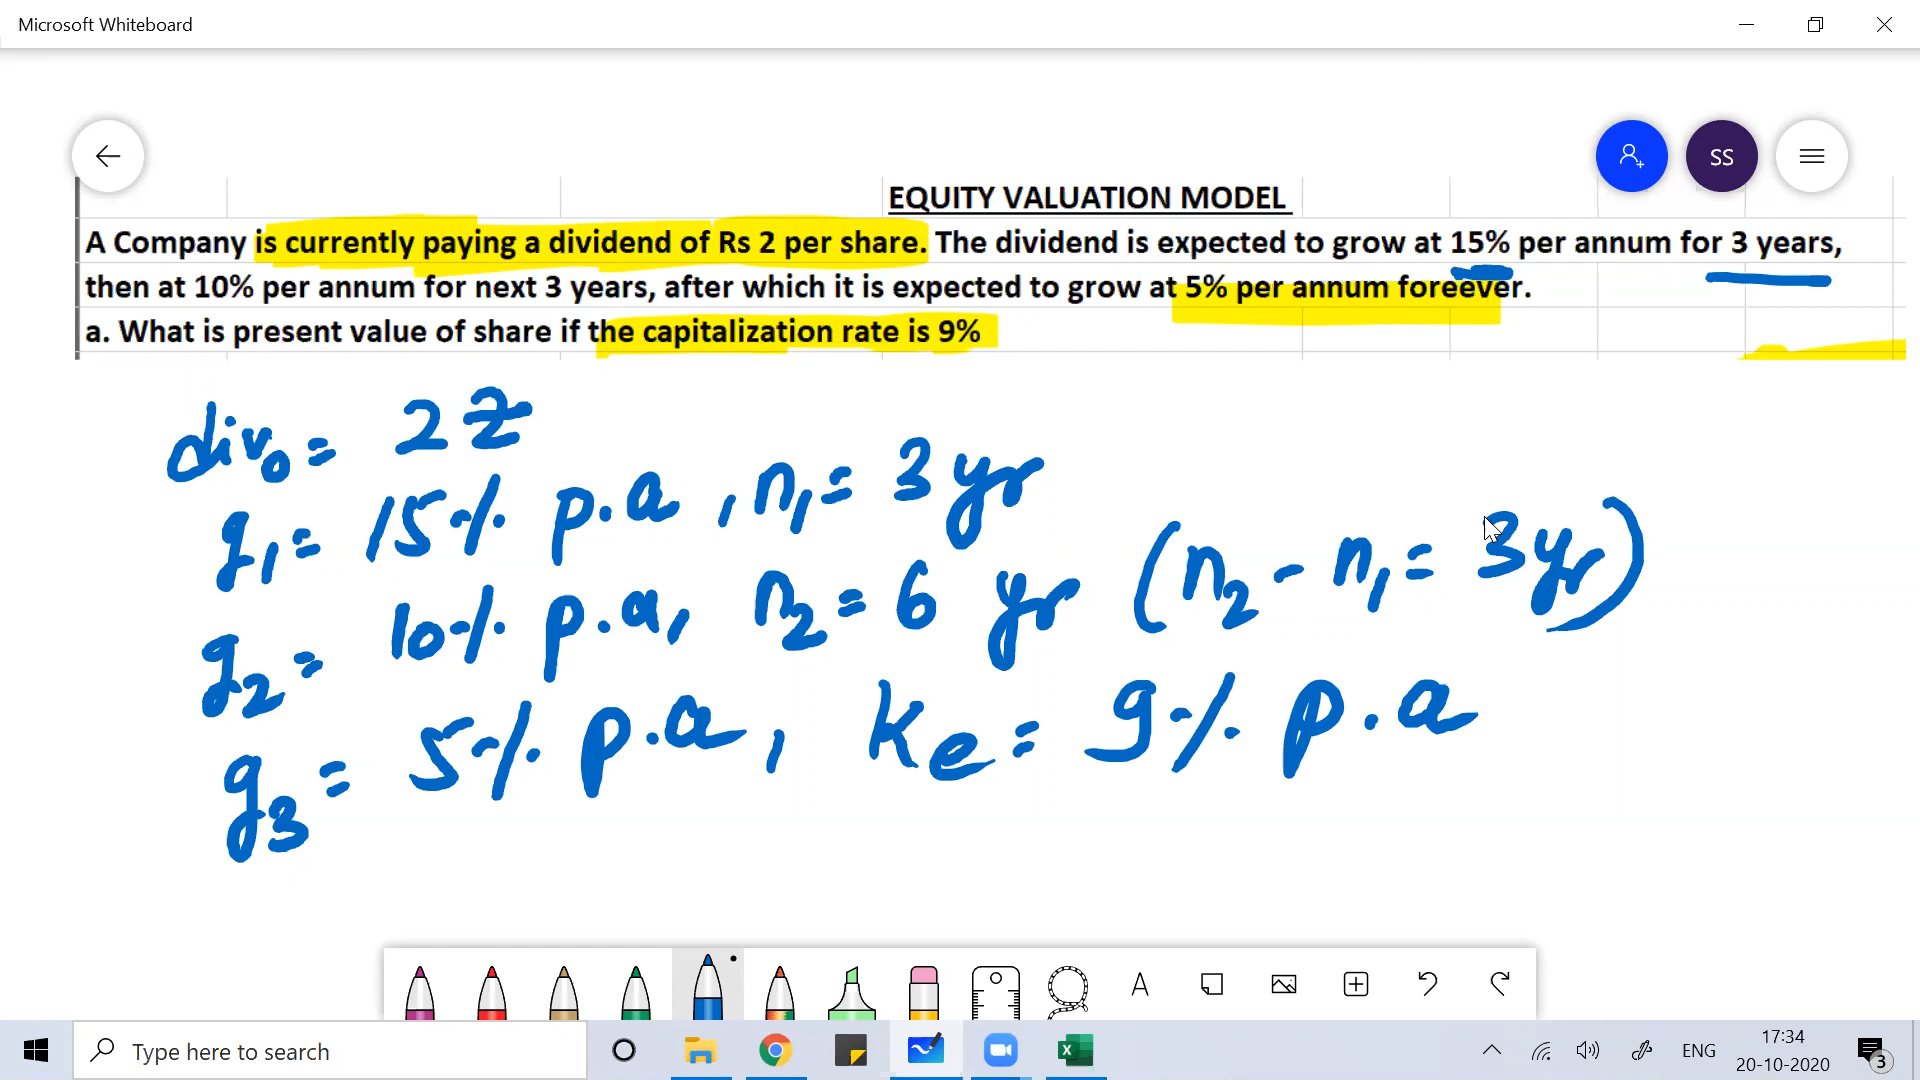 Microsoft Whiteboard
SS
EQUITY VALUATION MODEL
A Company is currently paying a dividend of Rs 2 per share. The dividend is expected to grow at 15% per annum for 3 years,
then at 10% per annum for next 3 years, after which it is expected to grow at 5% per annum foreever.
a. What is present value of share if the capitalization rate is 9%
div₀ = 2 ₹
g₁ = 15% p.a , n₁ = 3 yr
g₂ = 10% p.a, n₂ = 6 yr (n₂ - n₁ = 3 yr)
g₃ = 5% p.a, ke = 9% p.a
A
Type here to search
ENG
17:34
20-10-2020
3